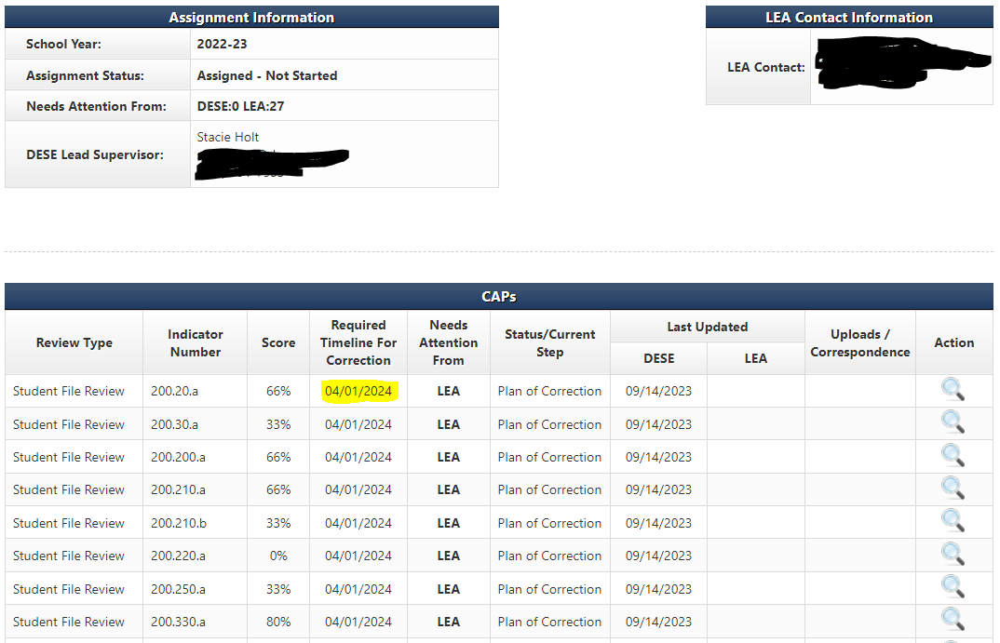 Assignment Information
School Year: 2022-23
Assignment Status: Assigned - Not Started
Needs Attention From: DESE:0 LEA:27
DESE Lead Supervisor: Stacie Holt
LEA Contact Information
LEA Contact:
CAPs
Review Type Indicator Number Score Required Timeline For Correction Needs Attention From Status/Current Step Last Updated DESE LEA Uploads / Correspondence Action
Student File Review 200.20.a 66% 04/01/2024 LEA Plan of Correction 09/14/2023
Student File Review 200.30.a 33% 04/01/2024 LEA Plan of Correction 09/14/2023
Student File Review 200.200.a 66% 04/01/2024 LEA Plan of Correction 09/14/2023
Student File Review 200.210.a 66% 04/01/2024 LEA Plan of Correction 09/14/2023
Student File Review 200.210.b 33% 04/01/2024 LEA Plan of Correction 09/14/2023
Student File Review 200.220.a 0% 04/01/2024 LEA Plan of Correction 09/14/2023
Student File Review 200.250.a 33% 04/01/2024 LEA Plan of Correction 09/14/2023
Student File Review 200.330.a 80% 04/01/2024 LEA Plan of Correction 09/14/2023